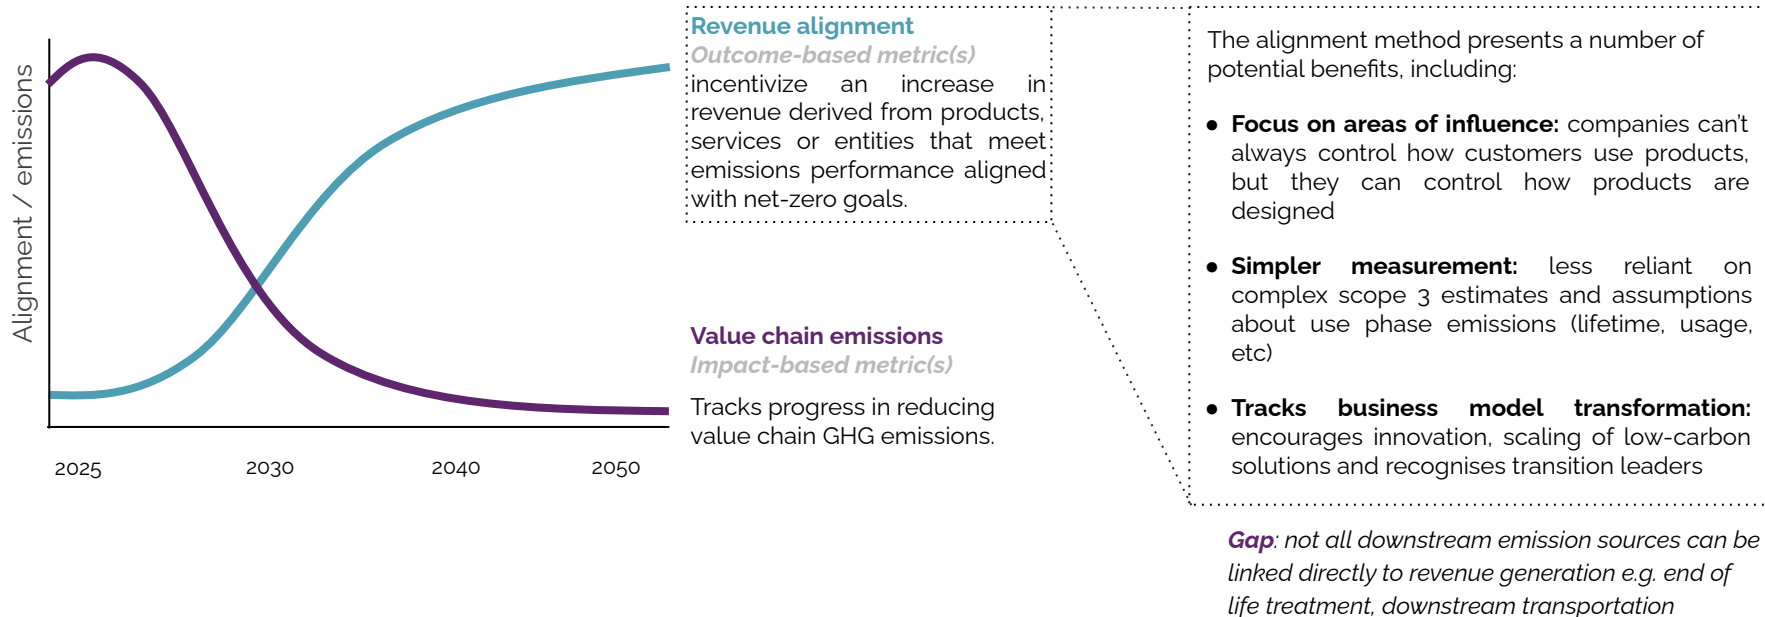 Alignment / emissions
2025
2030
2040
2050
Revenue alignment
Outcome-based metric(s)
incentivize an increase in
revenue derived from products,
services or entities that meet
emissions performance aligned
with net-zero goals.
Value chain emissions
Impact-based metric(s)
Tracks progress in reducing
value chain GHG emissions.
The alignment method presents a number of
potential benefits, including:
● Focus on areas of influence: companies can't
always control how customers use products,
but they can control how products are
designed
● Simpler measurement: less reliant on
complex scope 3 estimates and assumptions
about use phase emissions (lifetime, usage,
etc)
● Tracks business model transformation:
encourages innovation, scaling of low-carbon
solutions and recognises transition leaders
Gap: not all downstream emission sources can be
linked directly to revenue generation e.g. end of
life treatment, downstream transportation